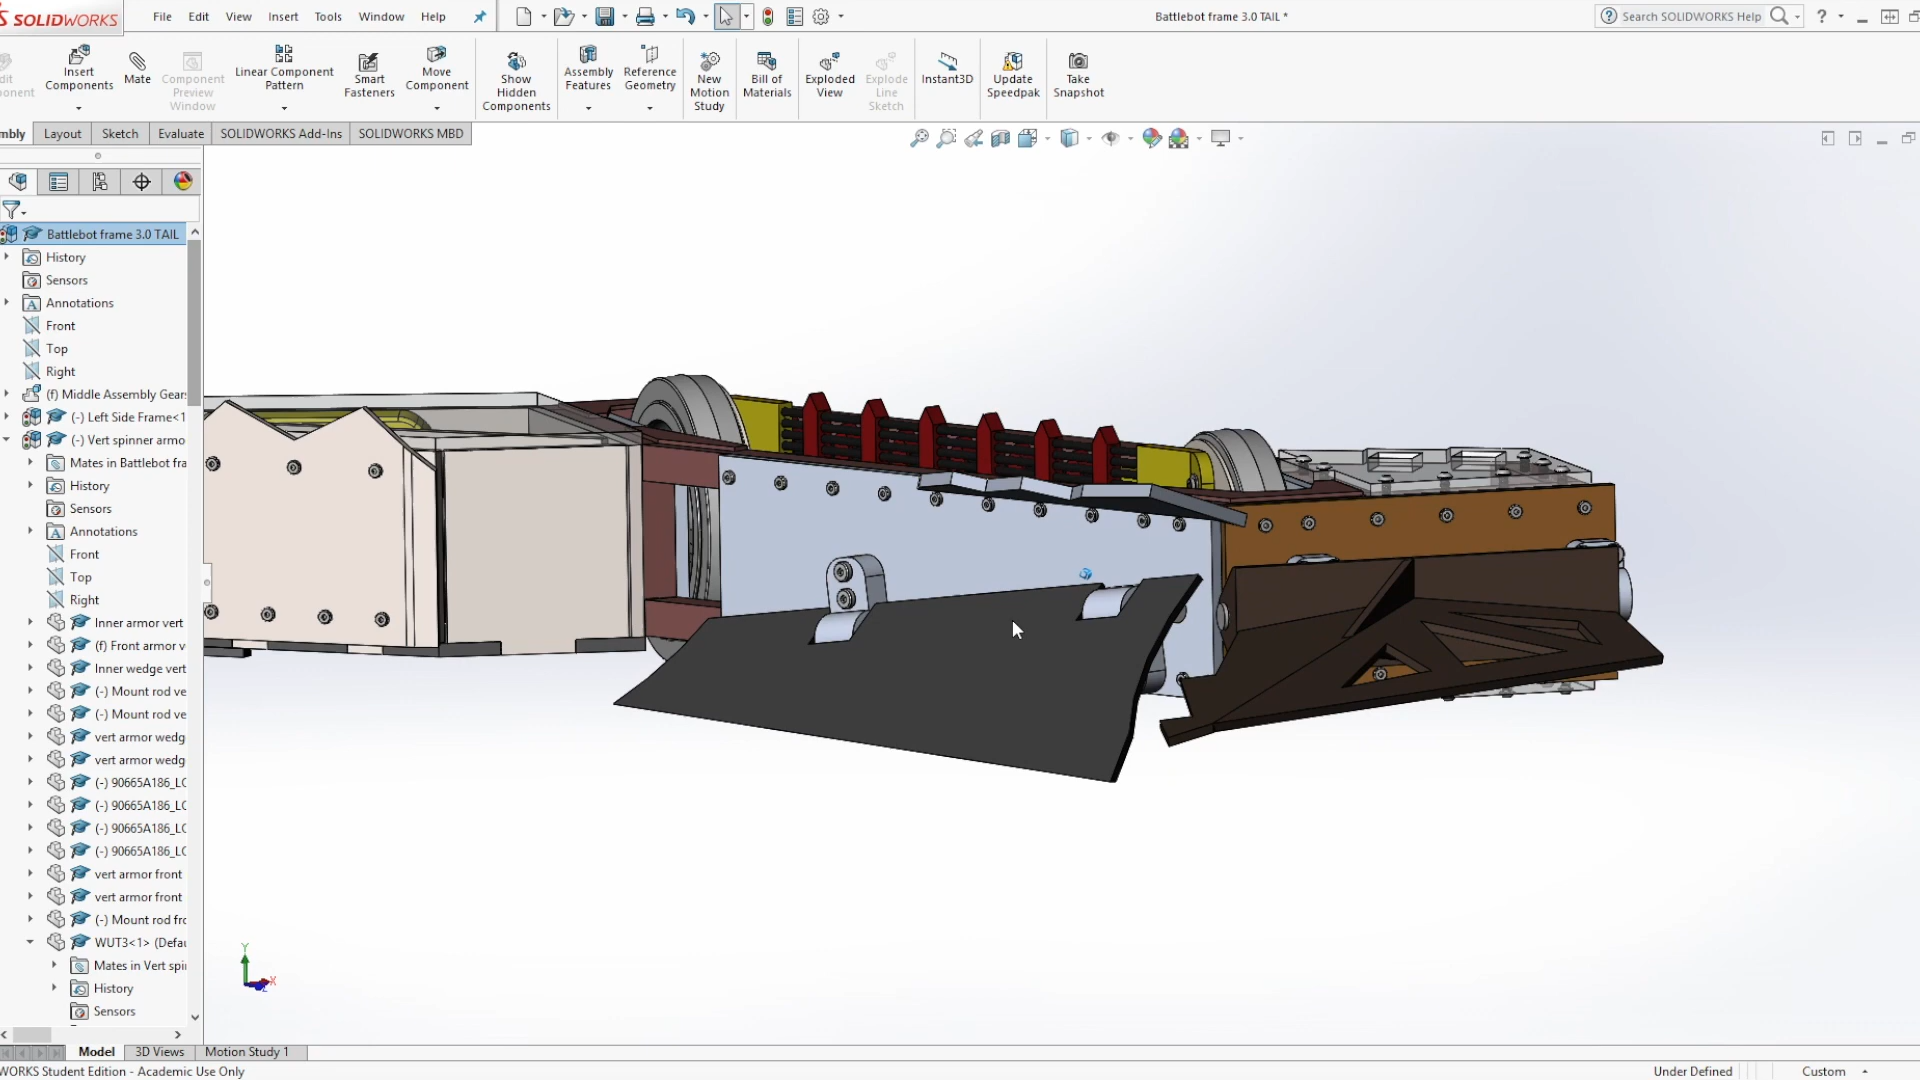 SOLIDWORKS File Edit View Insert Tools Window Help Battlebot frame 3.0 TAIL * Search SOLIDWORKS Help ?
Insert Components
Mate
Component Preview Window
Linear Component Pattern
Smart Fasteners
Move Component
Show Hidden Components
Assembly Features
Reference Geometry
New Motion Study
Bill of Materials
Exploded View
Explode Line Sketch
Instant3D
Update Speedpak
Take Snapshot
mbly Layout Sketch Evaluate SOLIDWORKS Add-Ins SOLIDWORKS MBD
Battlebot frame 3.0 TAIL
History
Sensors
Annotations
Front
Top
Right
(f) Middle Assembly Gear
(-) Left Side Frame<1
(-) Vert spinner armo
Mates in Battlebot fra
History
Sensors
Annotations
Front
Top
Right
Inner armor vert
(f) Front armor v
Inner wedge vert
(-) Mount rod ve
(-) Mount rod ve
vert armor wedg
vert armor wedg
(-) 90665A186_LO
(-) 90665A186_LO
(-) 90665A186_LO
(-) 90665A186_LO
vert armor front
vert armor front
(-) Mount rod fro
WUT3<1> (Defau
Mates in Vert spi
History
Sensors
Y
X
Z
Model 3D Views Motion Study 1
WORKS Student Edition - Academic Use Only Under Defined Custom